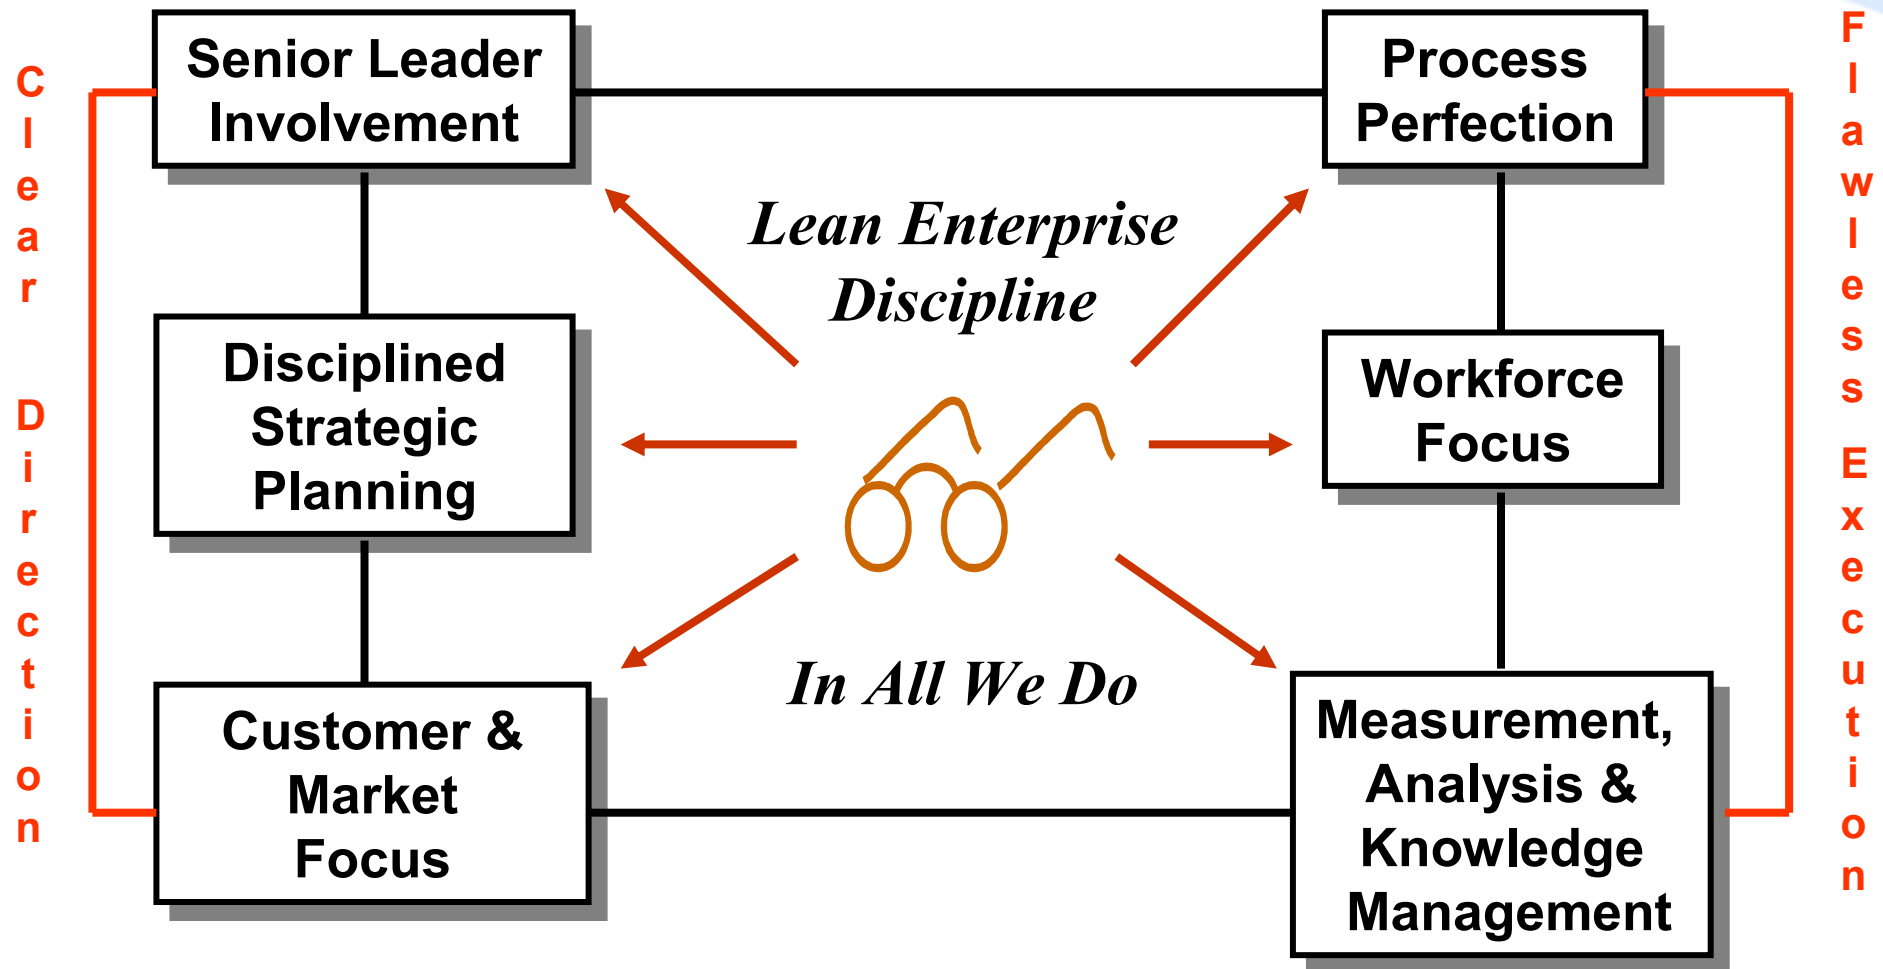 Clear Direction
Senior Leader
Involvement
Disciplined
Strategic
Planning
Customer &
Market
Focus
Lean Enterprise
Discipline
In All We Do
Process
Perfection
Workforce
Focus
Measurement,
Analysis &
Knowledge
Management
Flawless Execution